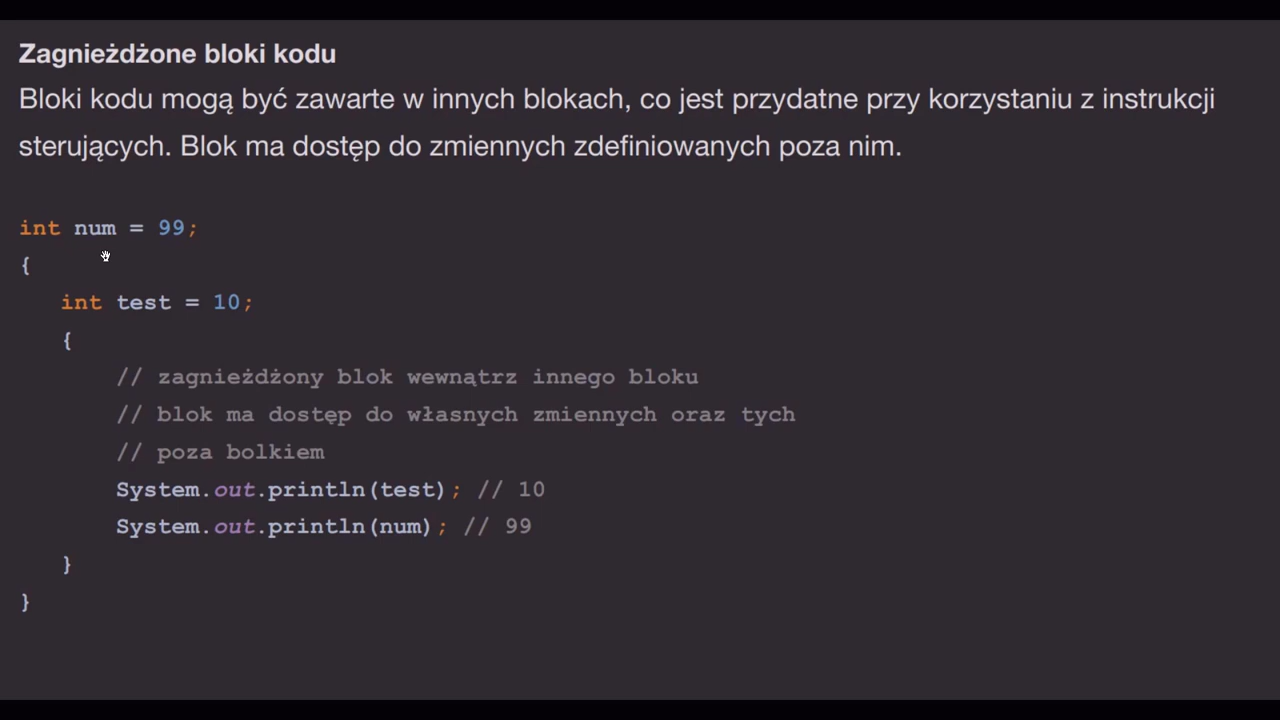 Zagnieżdżone bloki kodu
Bloki kodu mogą być zawarte w innych blokach, co jest przydatne przy korzystaniu z instrukcji
sterujących. Blok ma dostęp do zmiennych zdefiniowanych poza nim.
int num = 99;
{
int test = 10;
{
// zagnieżdżony blok wewnątrz innego bloku
// blok ma dostęp do własnych zmiennych oraz tych
// poza bolkiem
System.out.println(test); // 10
System.out.println(num); // 99
}
}